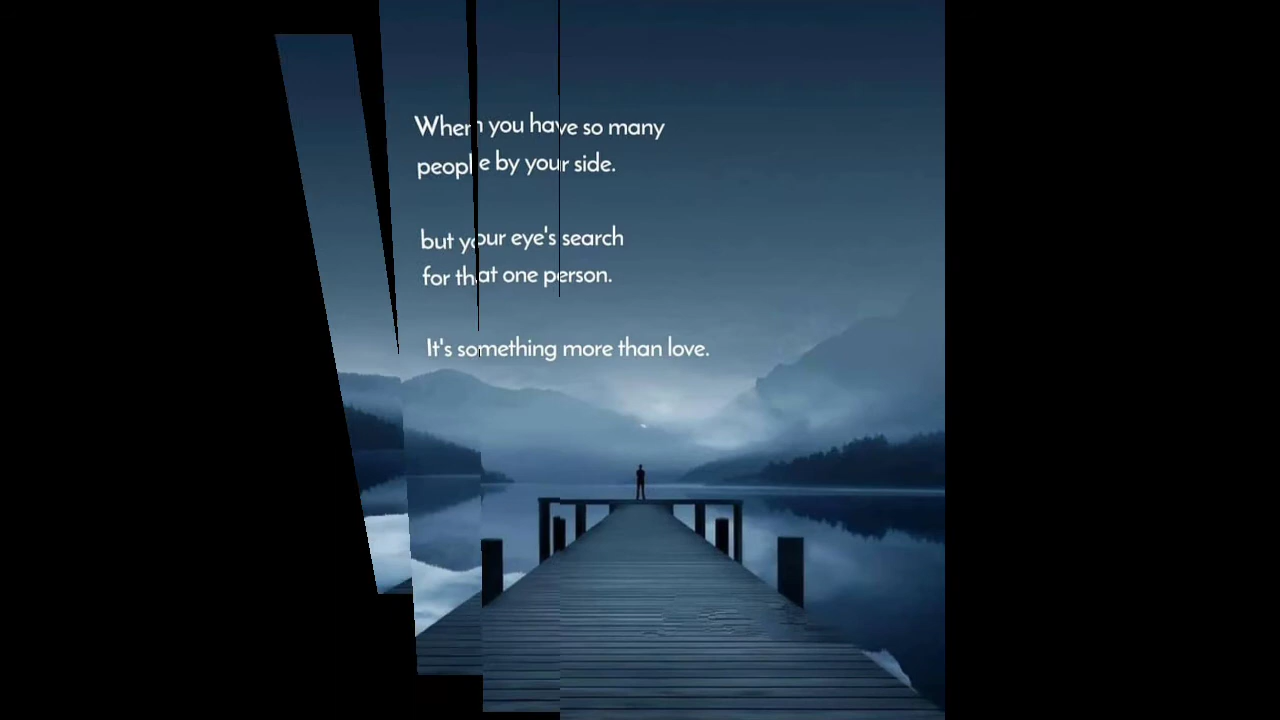 When you have so many
people by your side.
but your eye's search
for that one person.
It's something more than love.